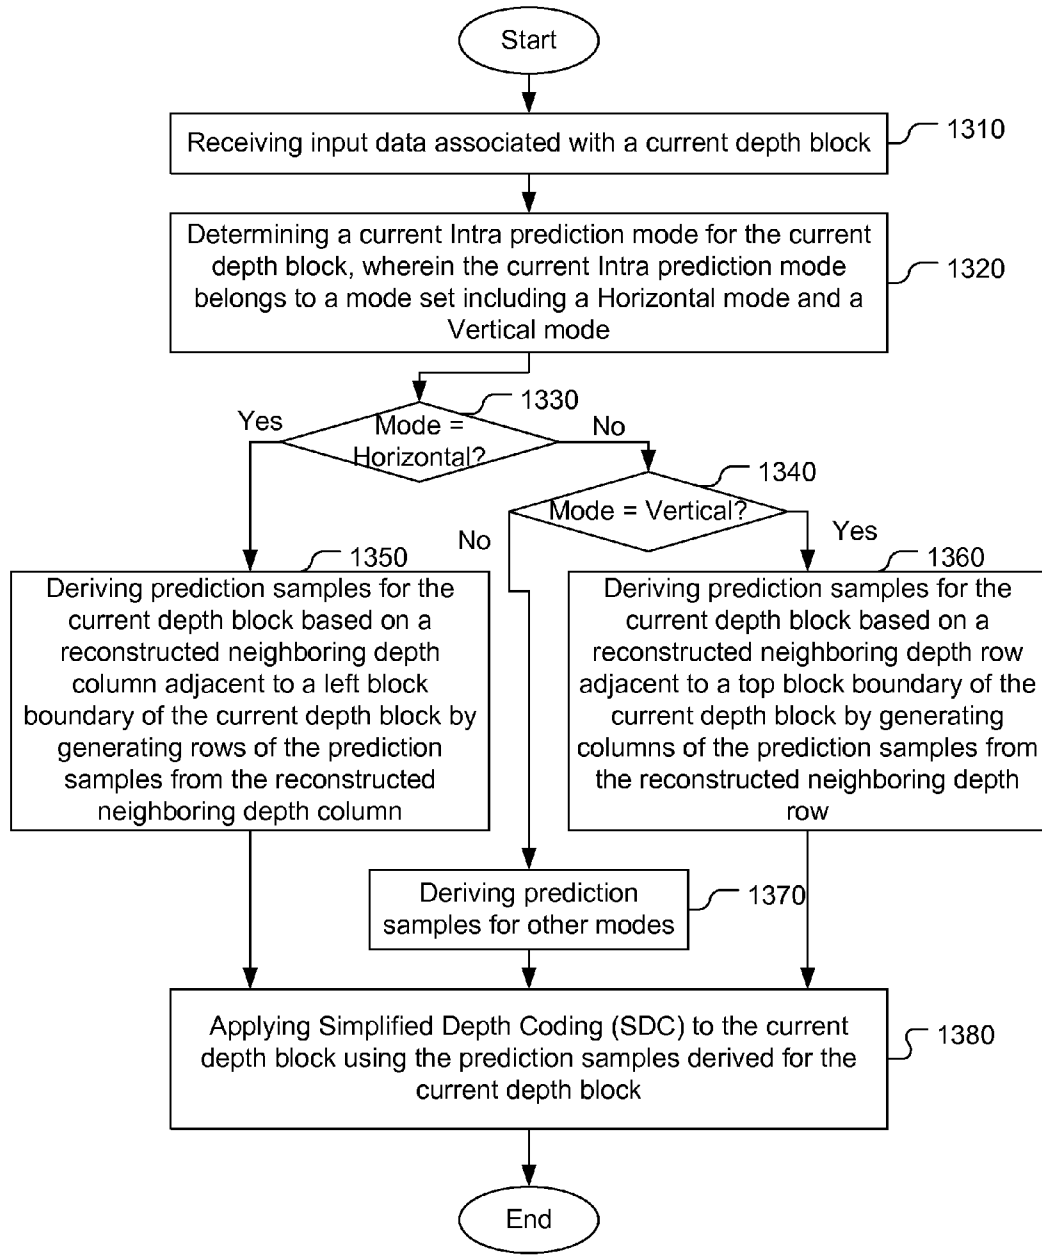 Start
Receiving input data associated with a current depth block
1310
Determining a current Intra prediction mode for the current
depth block, wherein the current Intra prediction mode
belongs to a mode set including a Horizontal mode and a
Vertical mode
1320
1330
Yes
Mode =
Horizontal?
No
1340
Mode = Vertical?
No
Yes
1350
Deriving prediction samples for the
current depth block based on a
reconstructed neighboring depth
column adjacent to a left block
boundary of the current depth block by
generating rows of the prediction
samples from the reconstructed
neighboring depth column
1360
Deriving prediction samples for the
current depth block based on a
reconstructed neighboring depth row
adjacent to a top block boundary of the
current depth block by generating
columns of the prediction samples from
the reconstructed neighboring depth
row
Deriving prediction
samples for other modes
1370
Applying Simplified Depth Coding (SDC) to the current
depth block using the prediction samples derived for the
current depth block
1380
End